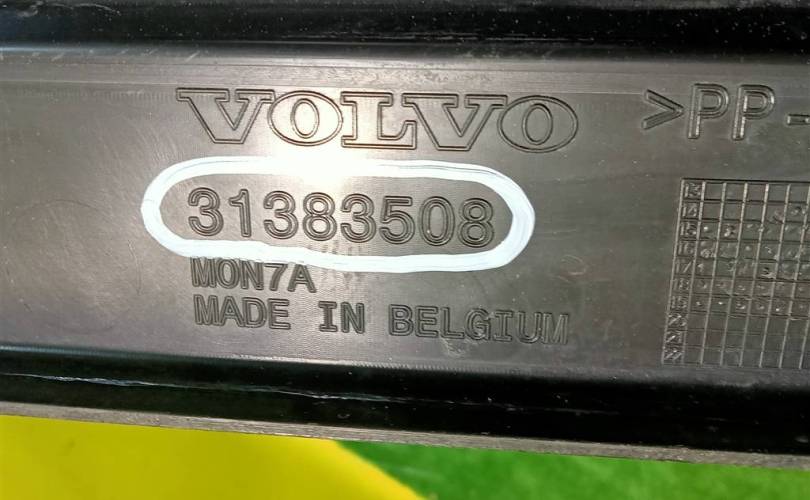 VOLVO
>PP-
31383508
MON7A
MADE IN BELGIUM